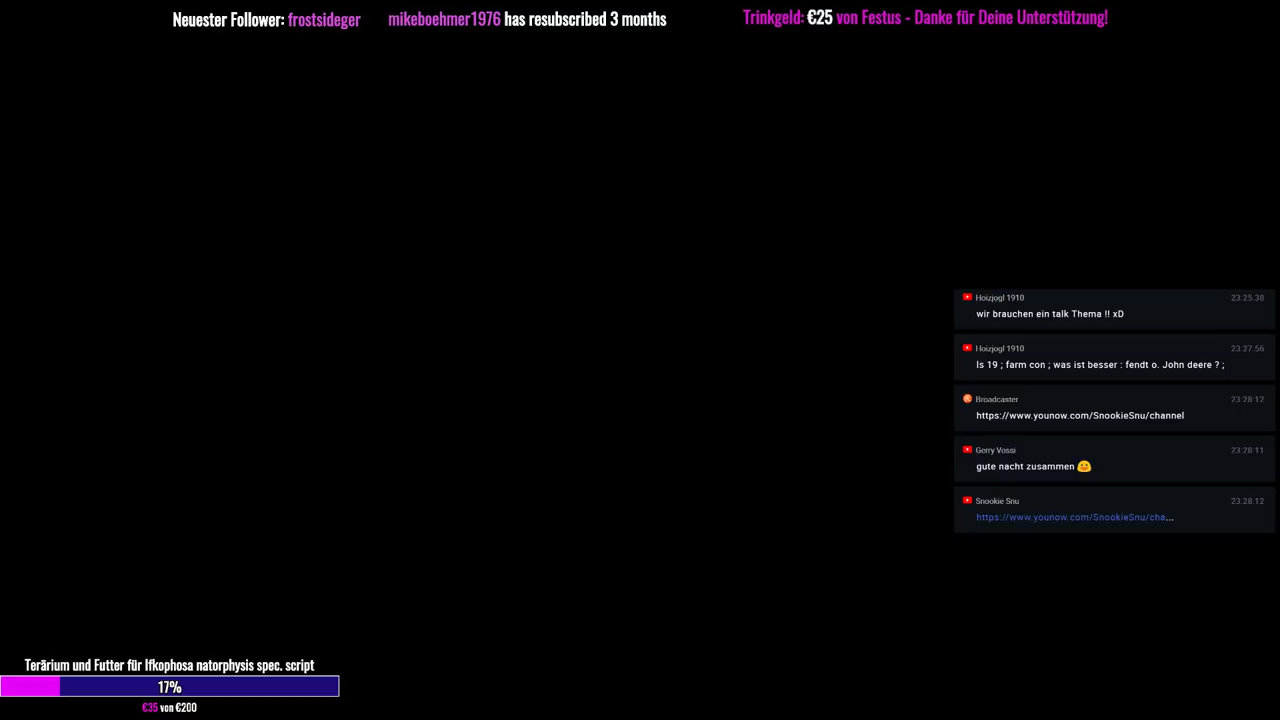 Neuester Follower: frostsideger
mikeboehmer1976 has resubscribed 3 months
Trinkgeld: €25 von Festus - Danke für Deine Unterstützung!
Hoizjogl 1910 23:25:30
wir brauchen ein talk Thema !! xD
Hoizjogl 1910 23:27:56
ls 19 ; farm con ; was ist besser : fendt o. John deere ? ;
Broadcaster 23:28:12
https://www.younow.com/SnookieSnu/channel
Gerry Vossi 23:28:11
gute nacht zusammen
Snookie Snu 23:28:12
https://www.younow.com/SnookieSnu/cha...
Terärium und Futter für Ifkophosa natorphysis spec. script
17%
€35 von €200